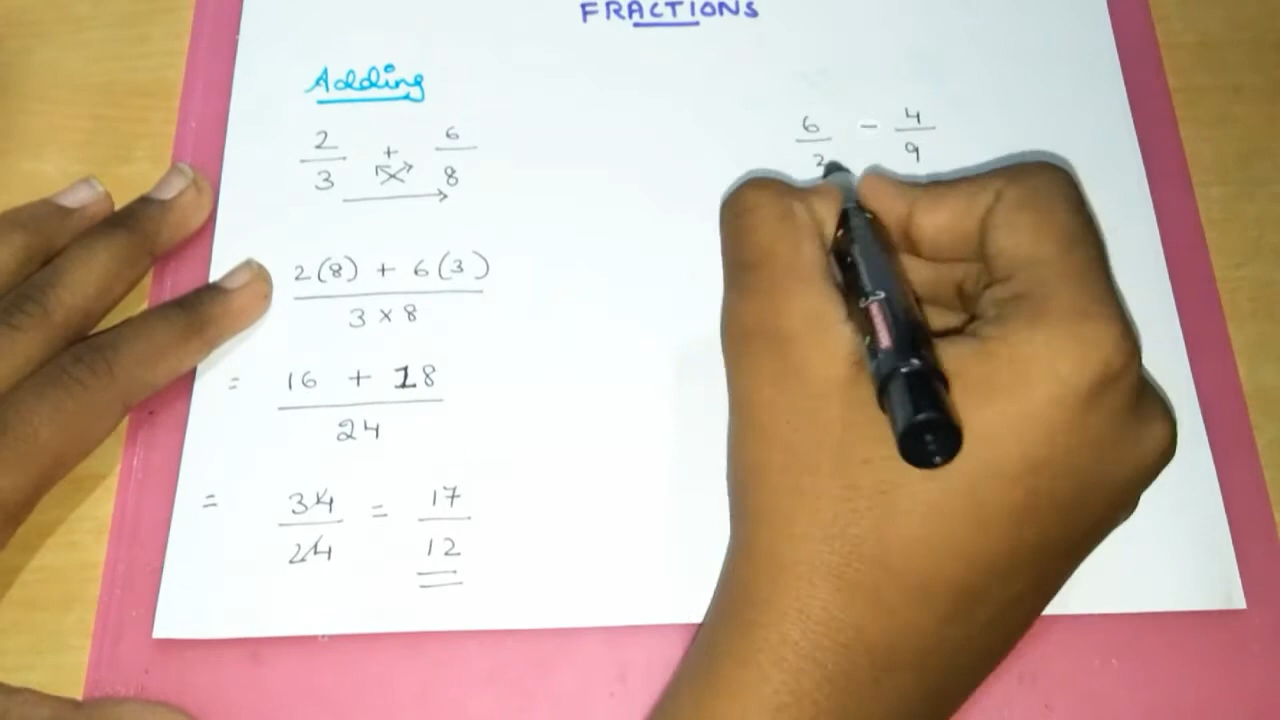 FRACTIONS
Adding
2/3 + 6/8
2(8) + 6(3)
3 × 8
= 16 + 18
24
= 34/24 = 17/12
6/2 - 4/9